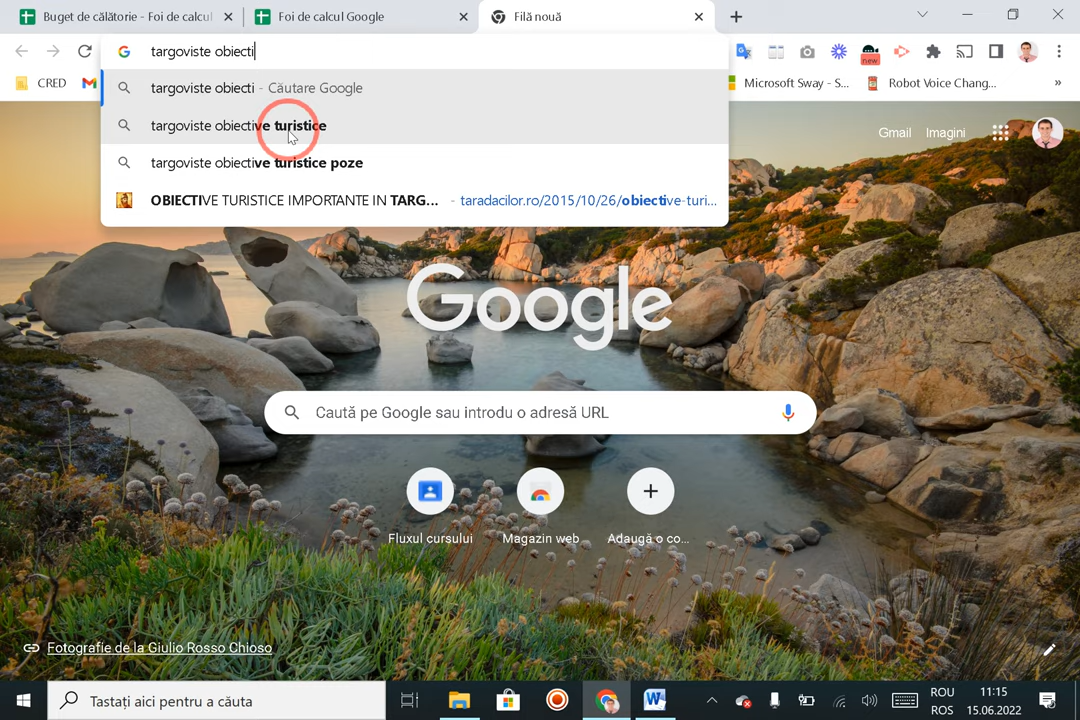 Buget de călătorie - Foi de calcul
Foi de calcul Google
Filă nouă
targoviste obiecti
new
CRED
Microsoft Sway - S...
Robot Voice Chang...
»
targoviste obiecti - Căutare Google
targoviste obiective turistice
targoviste obiective turistice poze
OBIECTIVE TURISTICE IMPORTANTE IN TARG... - taradacilor.ro/2015/10/26/obiective-turi...
Gmail Imagini
Google
Caută pe Google sau introdu o adresă URL
Fluxul cursului
Magazin web
Adaugă o co...
Fotografie de la Giulio Rosso Chioso
Tastați aici pentru a căuta
ROU
ROS
11:15
15.06.2022